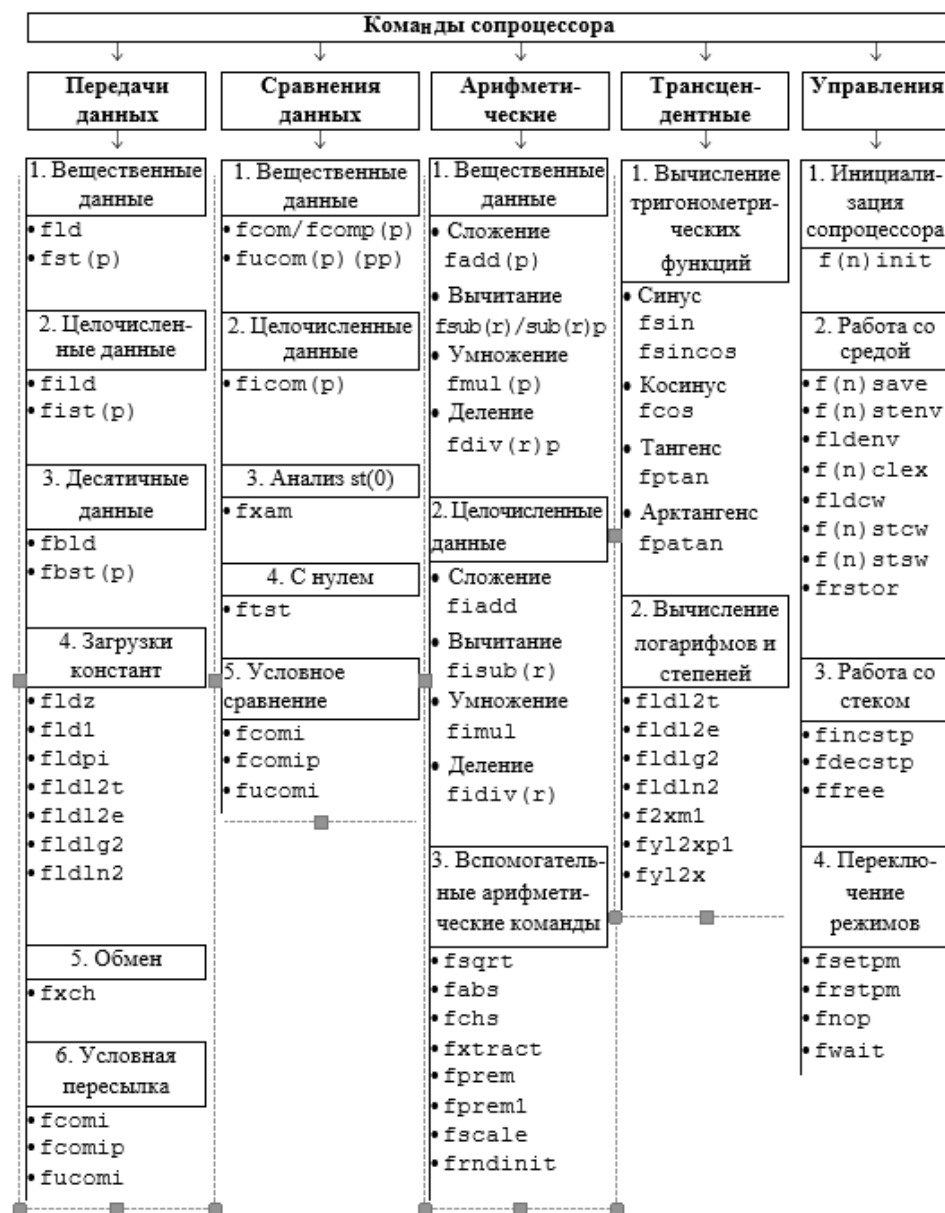 Команды сопроцессора
Передачи
данных
1. Вещественные
данные
• fld
• fst(p)
2. Целочислен-
ные данные
• fild
• fist(p)
3. Десятичные
данные
• fbld
• fbst(p)
4. Загрузки
констант
• fldz
• fld1
• fldpi
• fldl2t
• fldl2e
• fldlg2
• fldln2
5. Обмен
• fxch
6. Условная
пересылка
• fcomi
• fcomip
• fucomi
Сравнения
данных
1. Вещественные
данные
• fcom/fcomp(p)
• fucom(p)(pp)
2. Целочисленные
данные
• ficom(p)
3. Анализ st(0)
• fxam
4. С нулем
• ftst
5. Условное
сравнение
• fcomi
• fcomip
• fucomi
Арифмети-
ческие
1. Вещественные
данные
• Сложение
fadd(p)
• Вычитание
fsub(r)/sub(r)p
• Умножение
fmul(p)
• Деление
fdiv(r)p
2. Целочисленные
данные
• Сложение
fiadd
• Вычитание
fisub(r)
• Умножение
fimul
• Деление
fidiv(r)
3. Вспомогатель-
ные арифмети-
ческие команды
• fsqrt
• fabs
• fchs
• fxtract
• fprem
• fprem1
• fscale
• frndinit
Трансцен-
дентные
1. Вычисление
тригонометри-
ческих
функций
• Синус
fsin
fsincos
• Косинус
fcos
• Тангенс
fptan
• Арктангенс
fpatan
2. Вычисление
логарифмов и
степеней
• fldl2t
• fldl2e
• fldlg2
• fldln2
• f2xm1
• fyl2xp1
• fyl2x
Управления
1. Инициали-
зация
сопроцессора
f(n)init
2. Работа со
средой
• f(n)save
• f(n)stenv
• fldenv
• f(n)clex
• fldcw
• f(n)stcw
• f(n)stsw
• frstor
3. Работа со
стеком
• fincstp
• fdecstp
• ffree
4. Переклю-
чение
режимов
• fsetpm
• frstpm
• fnop
• fwait